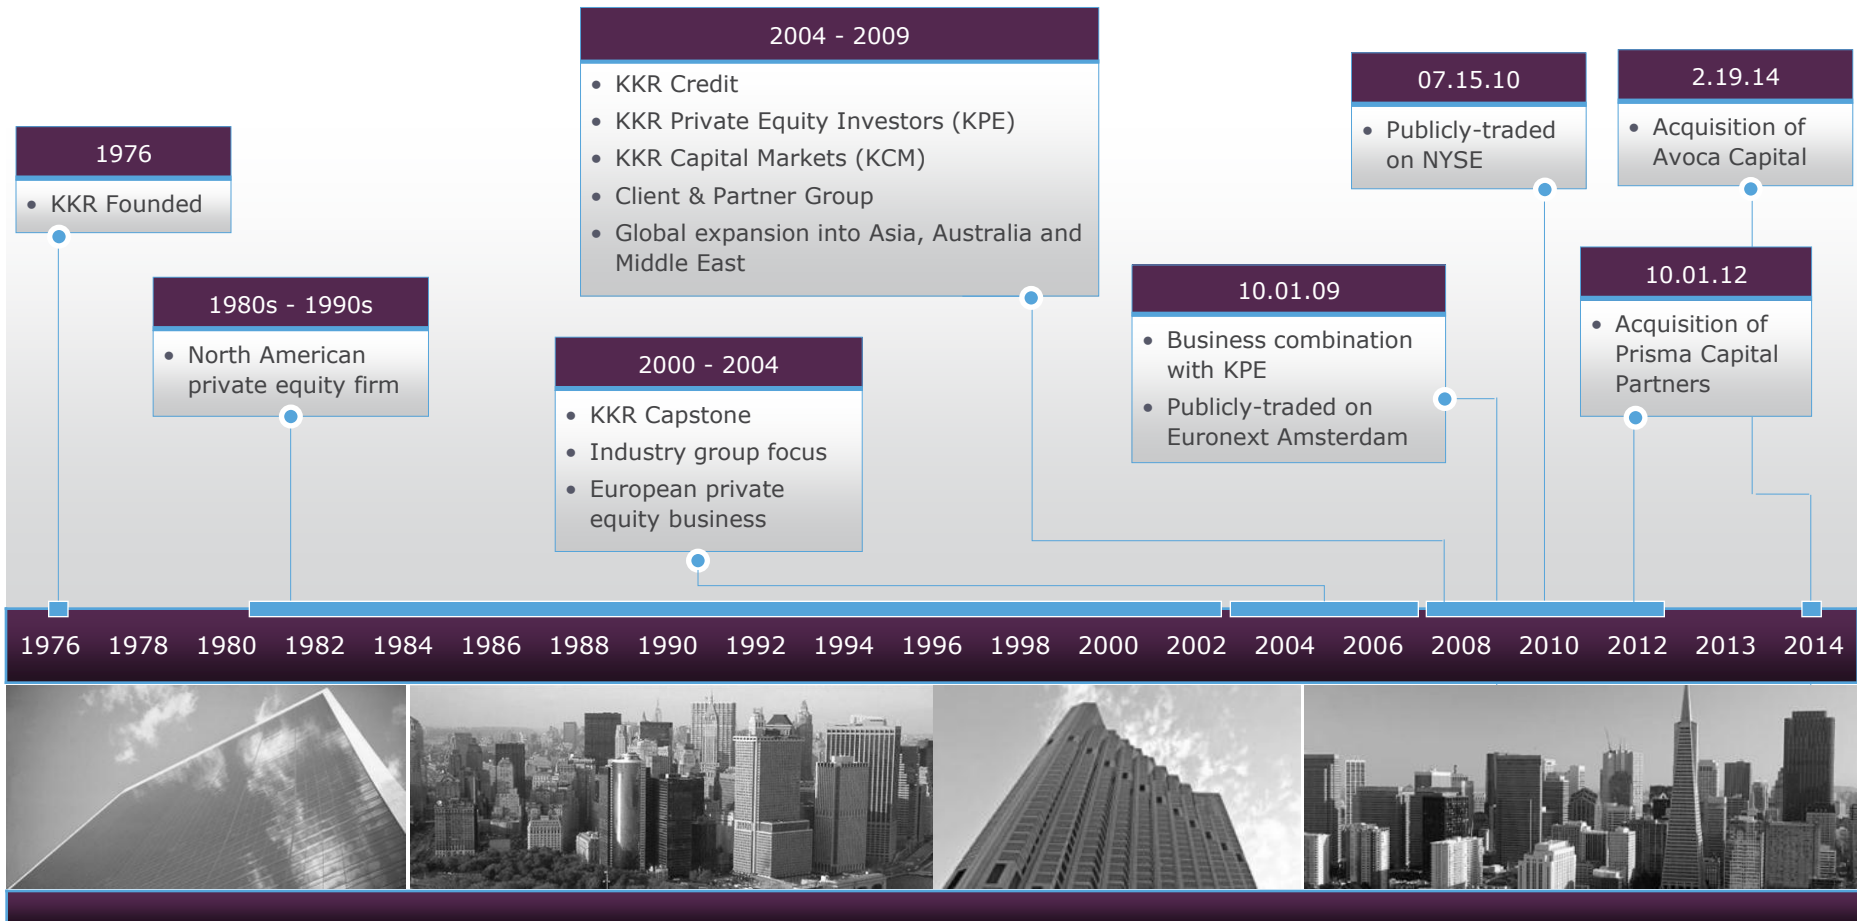 1976
• KKR Founded
1980s - 1990s
• North American
private equity firm
2004 - 2009
• KKR Credit
• KKR Private Equity Investors (KPE)
• KKR Capital Markets (KCM)
• Client & Partner Group
• Global expansion into Asia, Australia and
Middle East
2000 - 2004
• KKR Capstone
• Industry group focus
• European private
equity business
10.01.09
• Business combination
with KPE
• Publicly-traded on
Euronext Amsterdam
07.15.10
• Publicly-traded
on NYSE
2.19.14
• Acquisition of
Avoca Capital
10.01.12
• Acquisition of
Prisma Capital
Partners
1976 1978 1980 1982 1984 1986 1988 1990 1992 1994 1996 1998 2000 2002 2004 2006 2008 2010 2012 2013 2014